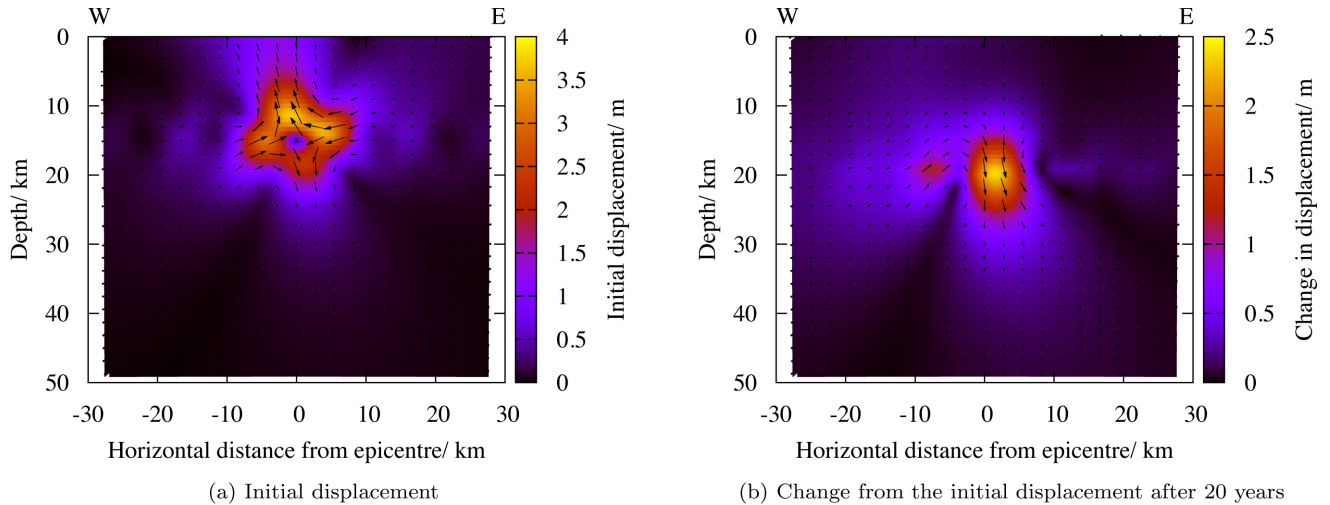 W E
0
10
20
30
40
50
Depth/ km
-30 -20 -10 0 10 20 30
Horizontal distance from epicentre/ km
4
3.5
3
2.5
2
1.5
1
0.5
0
Initial displacement/ m
(a) Initial displacement
W E
0
10
20
30
40
50
Depth/ km
-30 -20 -10 0 10 20 30
Horizontal distance from epicentre/ km
2.5
2
1.5
1
0.5
0
Change in displacement/ m
(b) Change from the initial displacement after 20 years